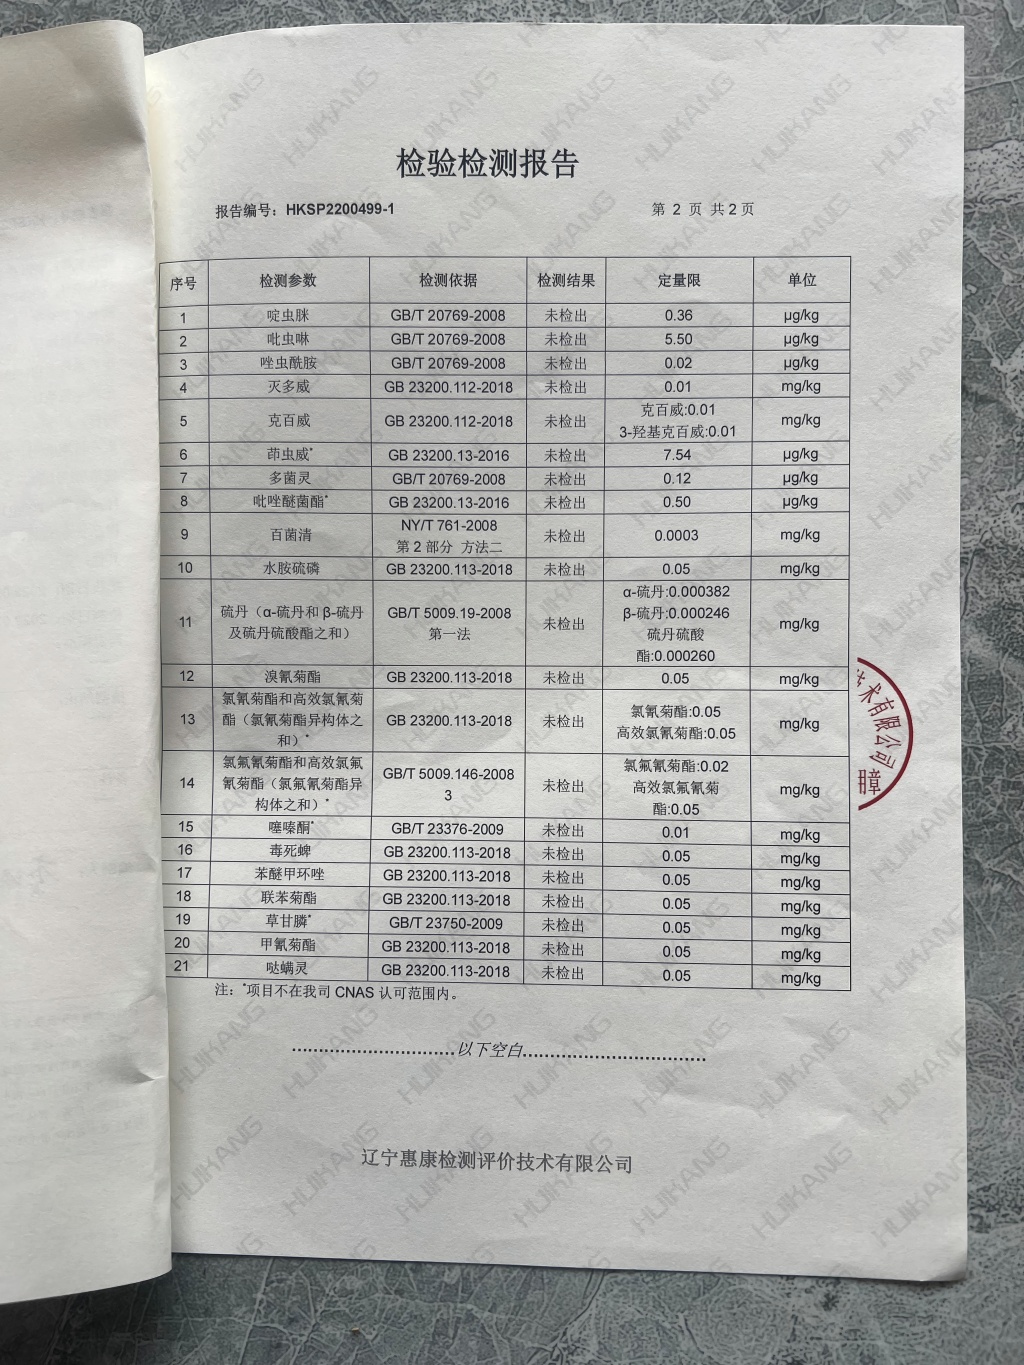 检验检测报告
报告编号：HKSP2200499-1 第 2 页 共 2 页
序号 检测参数 检测依据 检测结果 定量限 单位
1 啶虫脒 GB/T 20769-2008 未检出 0.36 μg/kg
2 吡虫啉 GB/T 20769-2008 未检出 5.50 μg/kg
3 唑虫酰胺 GB/T 20769-2008 未检出 0.02 μg/kg
4 灭多威 GB 23200.112-2018 未检出 0.01 mg/kg
5 克百威 GB 23200.112-2018 未检出 克百威:0.01
3-羟基克百威:0.01 mg/kg
6 茚虫威* GB 23200.13-2016 未检出 7.54 μg/kg
7 多菌灵 GB/T 20769-2008 未检出 0.12 μg/kg
8 吡唑醚菌酯* GB 23200.13-2016 未检出 0.50 μg/kg
9 百菌清 NY/T 761-2008
第 2 部分 方法二 未检出 0.0003 mg/kg
10 水胺硫磷 GB 23200.113-2018 未检出 0.05 mg/kg
11 硫丹（α-硫丹和 β-硫丹
及硫丹硫酸酯之和） GB/T 5009.19-2008
第一法 未检出 α-硫丹:0.000382
β-硫丹:0.000246
硫丹硫酸
酯:0.000260 mg/kg
12 溴氰菊酯 GB 23200.113-2018 未检出 0.05 mg/kg
13 氯氰菊酯和高效氯氰菊
酯（氯氰菊酯异构体之
和）* GB 23200.113-2018 未检出 氯氰菊酯:0.05
高效氯氰菊酯:0.05 mg/kg
14 氯氟氰菊酯和高效氯氟
氰菊酯（氯氟氰菊酯异
构体之和）* GB/T 5009.146-2008
3 未检出 氯氟氰菊酯:0.02
高效氯氟氰菊
酯:0.05 mg/kg
15 噻嗪酮* GB/T 23376-2009 未检出 0.01 mg/kg
16 毒死蜱 GB 23200.113-2018 未检出 0.05 mg/kg
17 苯醚甲环唑 GB 23200.113-2018 未检出 0.05 mg/kg
18 联苯菊酯 GB 23200.113-2018 未检出 0.05 mg/kg
19 草甘膦* GB/T 23750-2009 未检出 0.05 mg/kg
20 甲氰菊酯 GB 23200.113-2018 未检出 0.05 mg/kg
21 哒螨灵 GB 23200.113-2018 未检出 0.05 mg/kg
注：*项目不在我司 CNAS 认可范围内。
以下空白
辽宁惠康检测评价技术有限公司
技术有限公司
HUIKANG